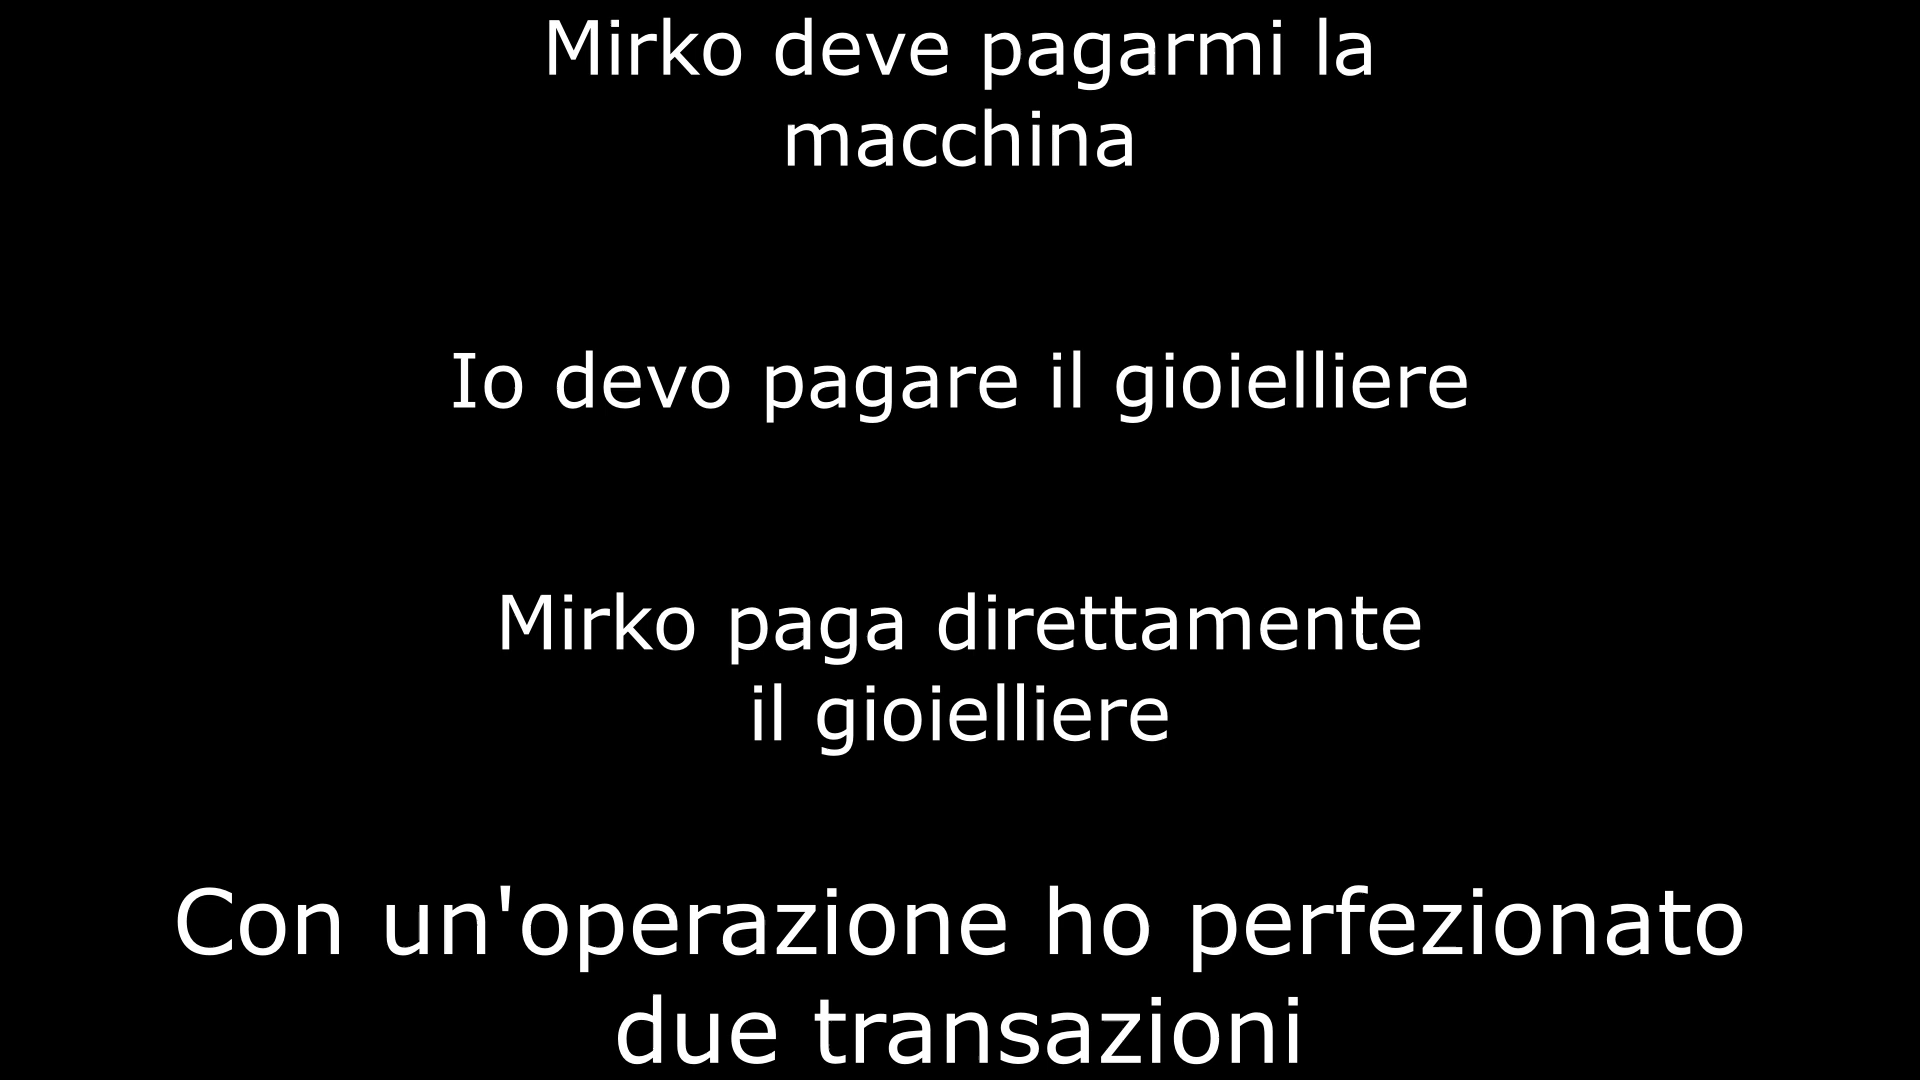 Mirko deve pagarmi la
macchina
Io devo pagare il gioielliere
Mirko paga direttamente
il gioielliere
Con un'operazione ho perfezionato
due transazioni